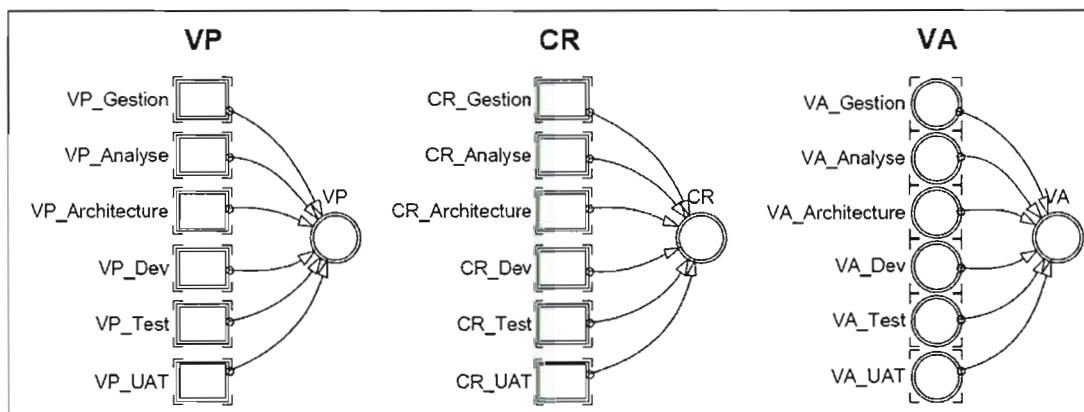 VP
VP_Gestion
VP_Analyse
VP_Architecture
VP_Dev
VP_Test
VP_UAT
VP
CR
CR_Gestion
CR_Analyse
CR_Architecture
CR_Dev
CR_Test
CR_UAT
CR
VA
VA_Gestion
VA_Analyse
VA_Architecture
VA_Dev
VA_Test
VA_UAT
VA